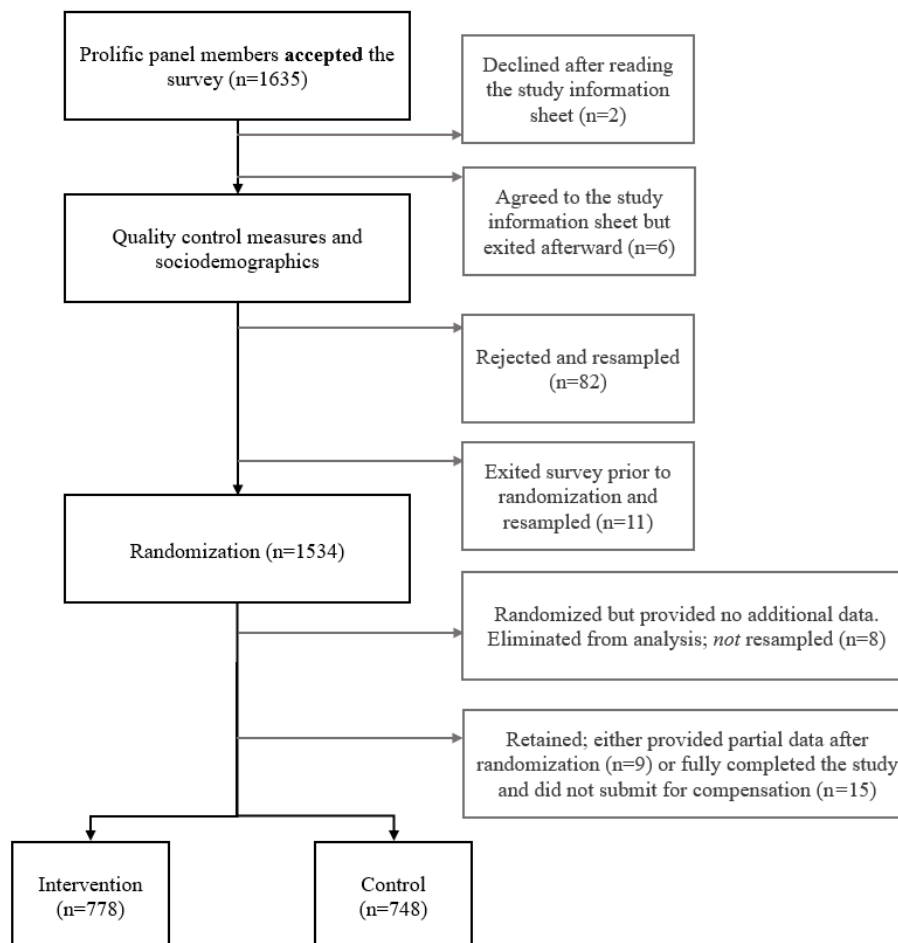 Prolific panel members accepted the
survey (n=1635)
Declined after reading
the study information
sheet (n=2)
Agreed to the study
information sheet but
exited afterward (n=6)
Quality control measures and
sociodemographics
Rejected and resampled
(n=82)
Exited survey prior to
randomization and
resampled (n=11)
Randomization (n=1534)
Randomized but provided no additional data.
Eliminated from analysis; not resampled (n=8)
Retained; either provided partial data after
randomization (n=9) or fully completed the study
and did not submit for compensation (n=15)
Intervention
(n=778)
Control
(n=748)